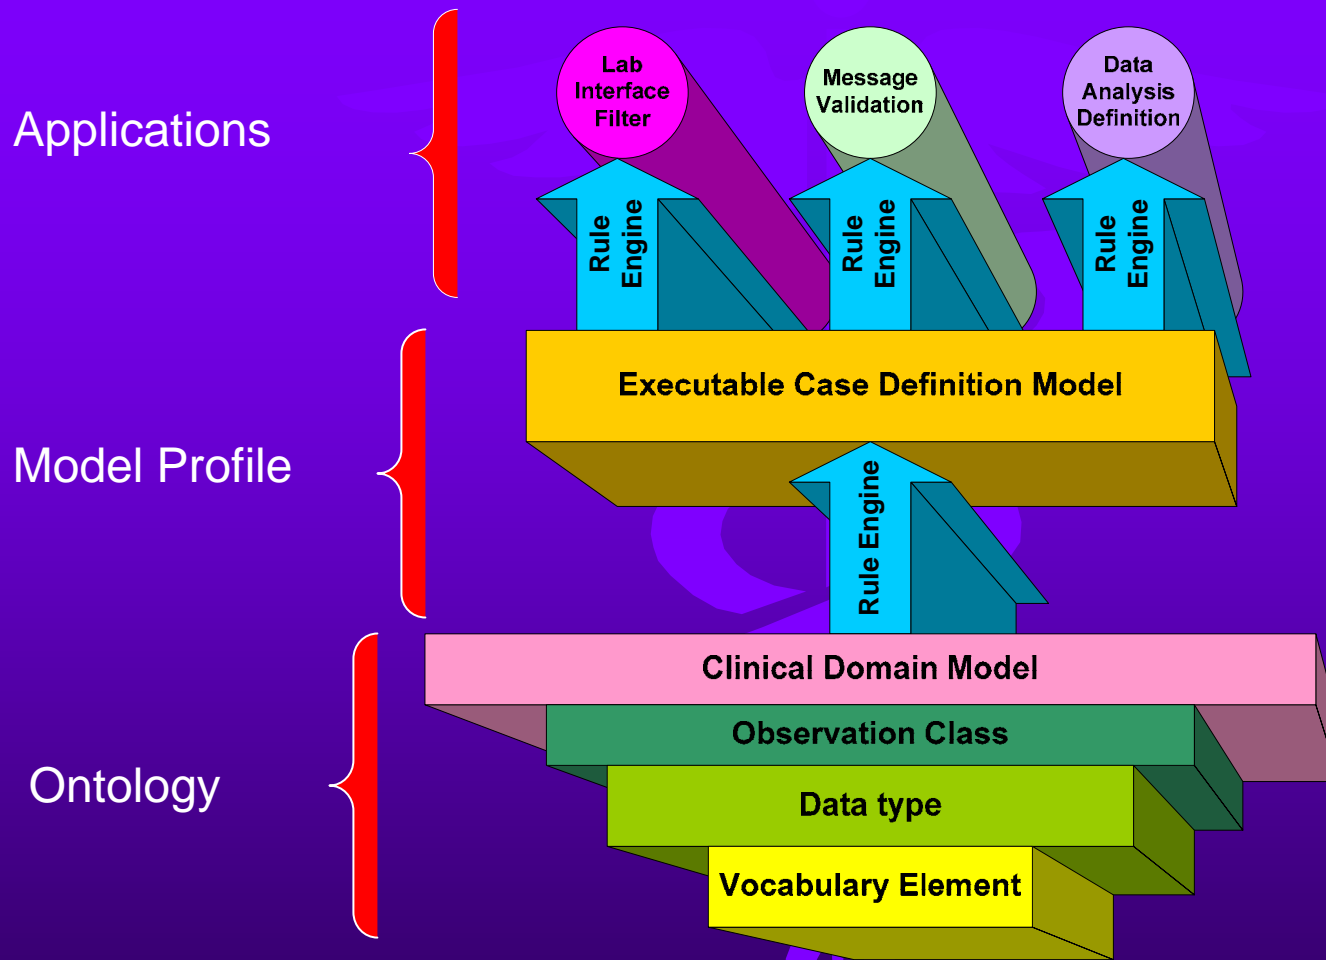 Applications
Lab
Interface
Filter
Message
Validation
Data
Analysis
Definition
Rule
Engine
Rule
Engine
Rule
Engine
Model Profile
Executable Case Definition Model
Rule Engine
Ontology
Clinical Domain Model
Observation Class
Data type
Vocabulary Element